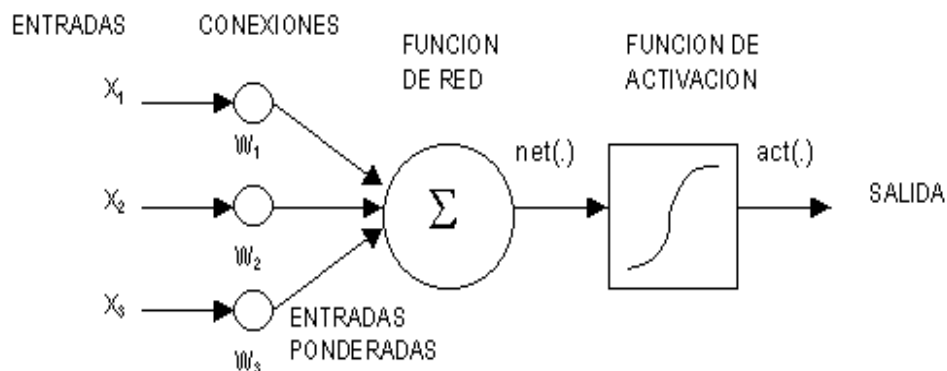 ENTRADAS
CONEXIONES
FUNCION
DE RED
FUNCION DE
ACTIVACION
X₁
W₁
X₂
W₂
X₃
W₃
ENTRADAS
PONDERADAS
Σ
net(.)
act(.)
SALIDA